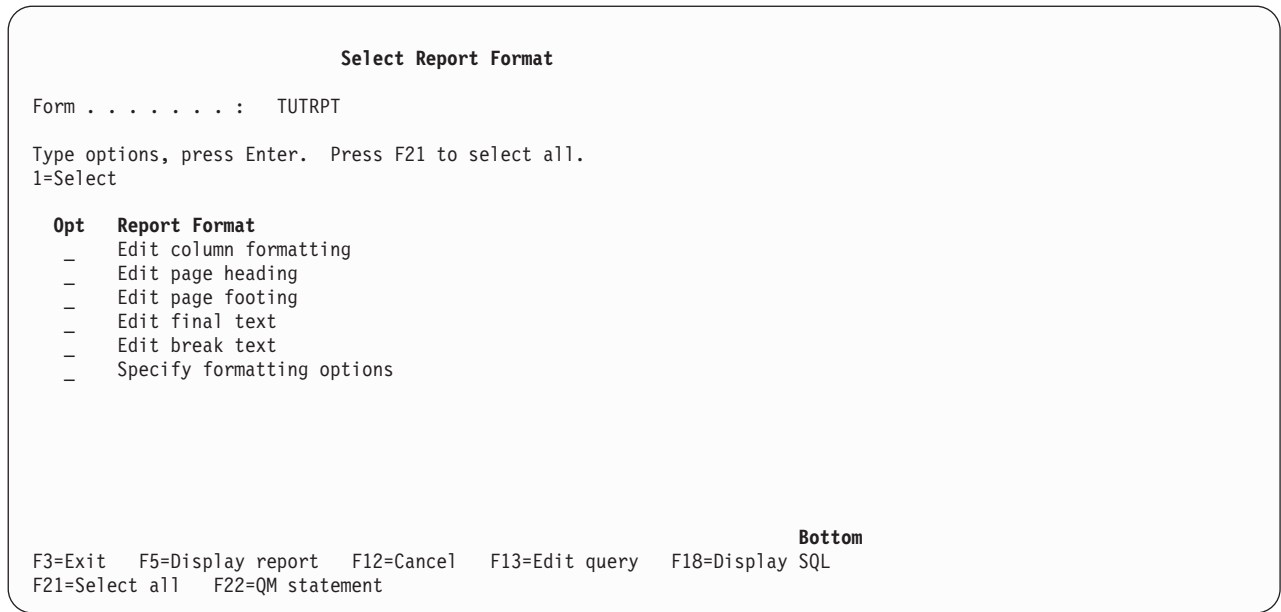 Select Report Format
Form . . . . . . . :   TUTRPT
Type options, press Enter.  Press F21 to select all.
1=Select
Opt   Report Format
_   Edit column formatting
_   Edit page heading
_   Edit page footing
_   Edit final text
_   Edit break text
_   Specify formatting options
Bottom
F3=Exit   F5=Display report   F12=Cancel   F13=Edit query   F18=Display SQL
F21=Select all   F22=QM statement